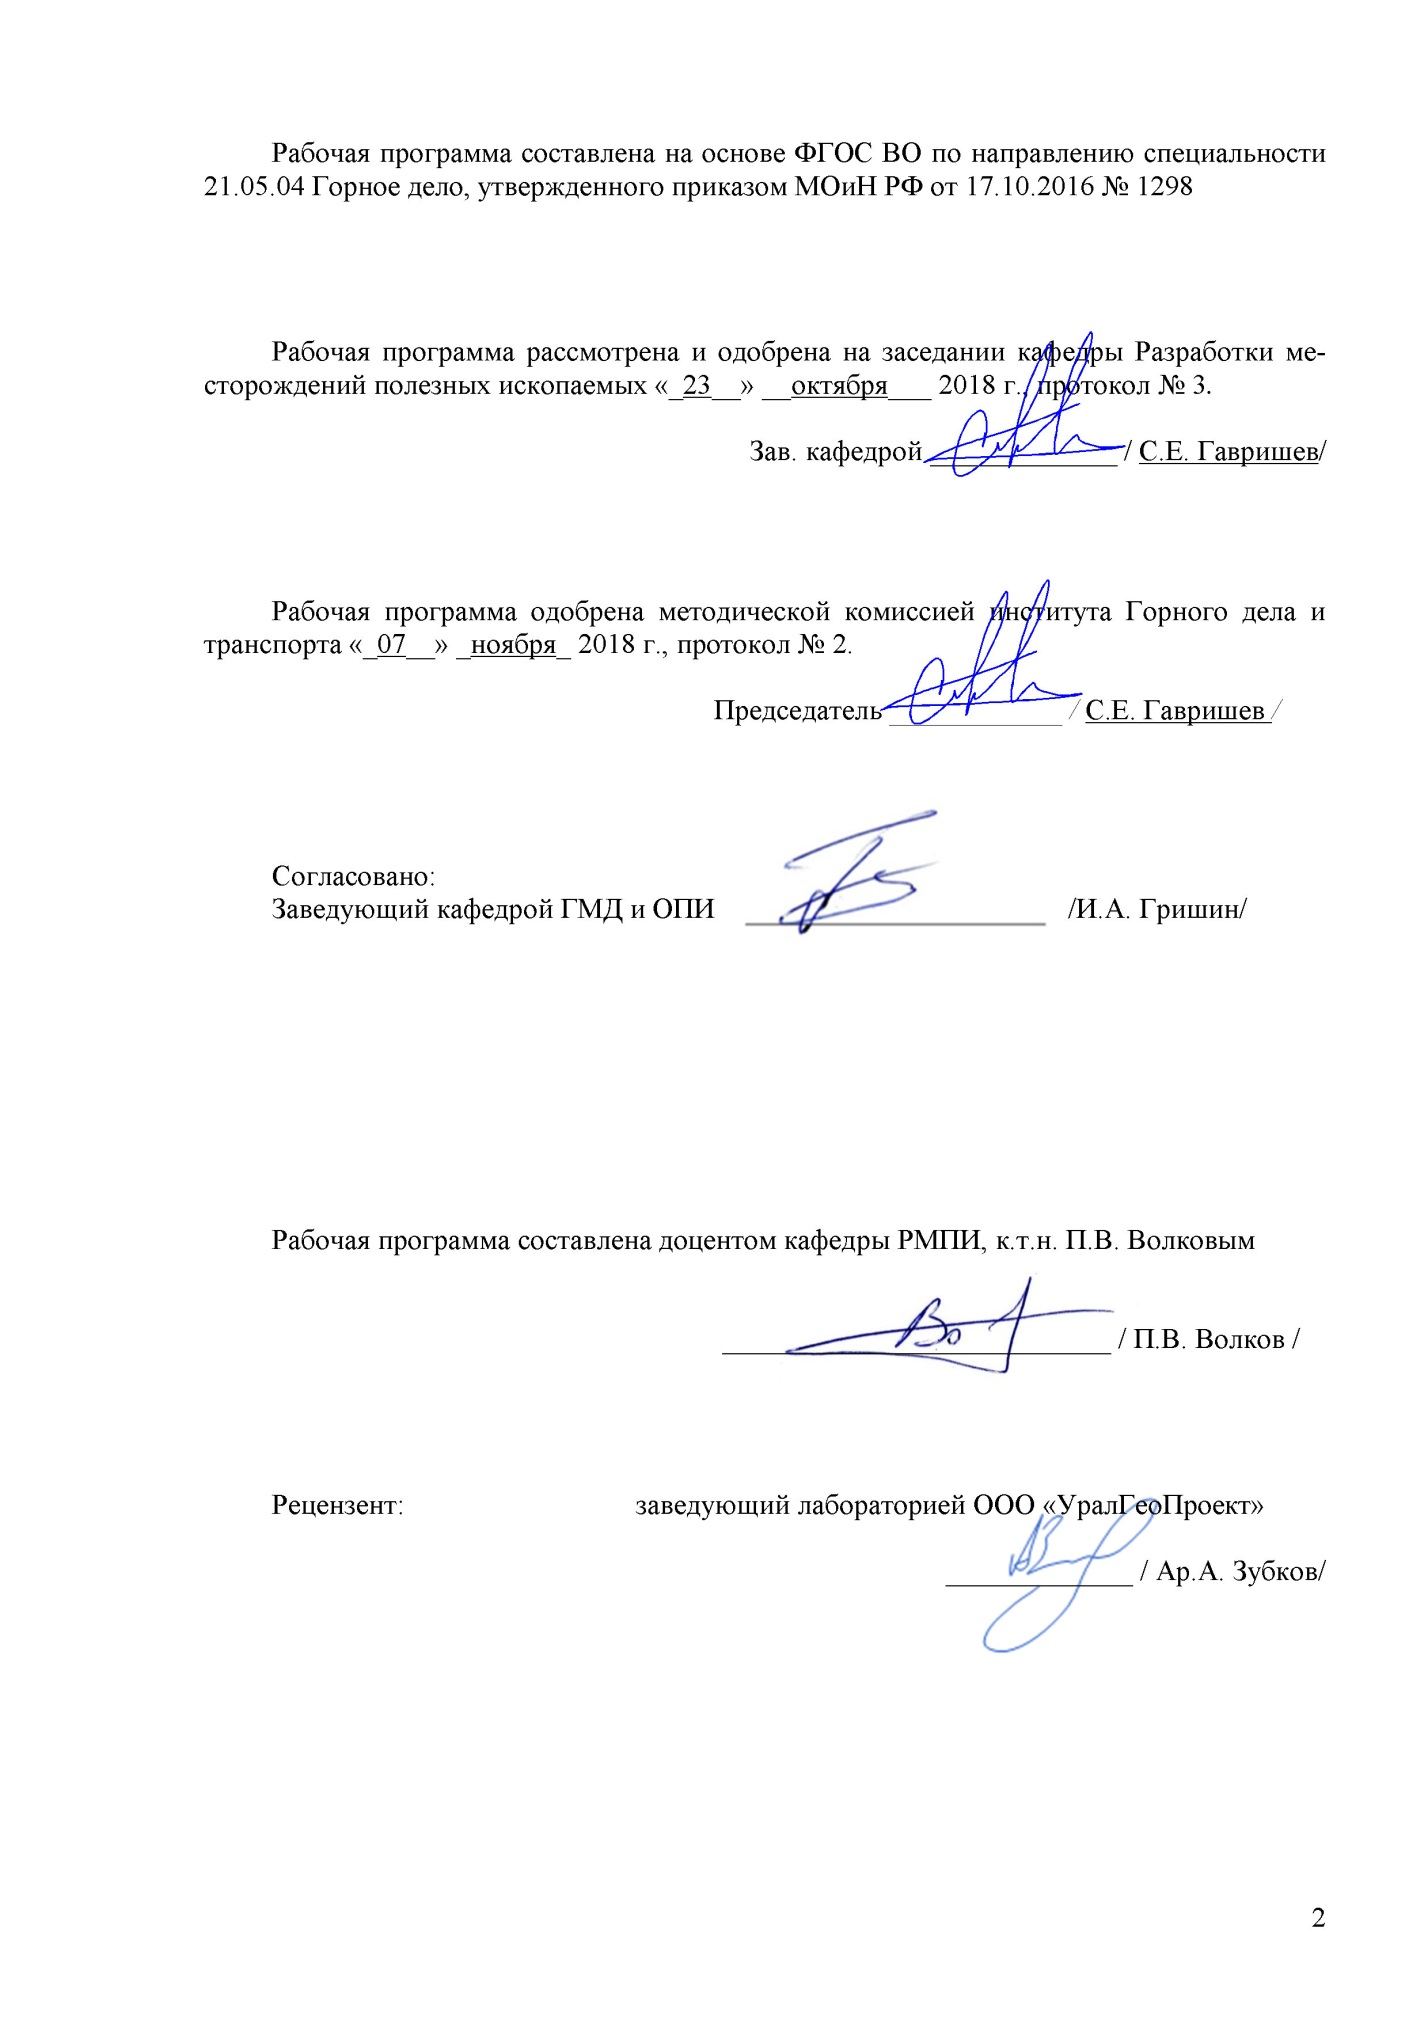 Рабочая программа составлена на основе ФГОС ВО по направлению специальности
21.05.04 Горное дело, утвержденного приказом МОиН РФ от 17.10.2016 № 1298
Рабочая программа рассмотрена и одобрена на заседании кафедры Разработки ме-
сторождений полезных ископаемых «_23__» __октября___ 2018 г., протокол № 3.
Зав. кафедрой _____________ / С.Е. Гавришев/
Рабочая программа одобрена методической комиссией института Горного дела и
транспорта «_07__» _ноября_ 2018 г., протокол № 2.
Председатель ____________ / С.Е. Гавришев /
Согласовано:
Заведующий кафедрой ГМД и ОПИ _____________________ /И.А. Гришин/
Рабочая программа составлена доцентом кафедры РМПИ, к.т.н. П.В. Волковым
___________________________ / П.В. Волков /
Рецензент: заведующий лабораторией ООО «УралГеоПроект»
_____________ / Ар.А. Зубков/
2